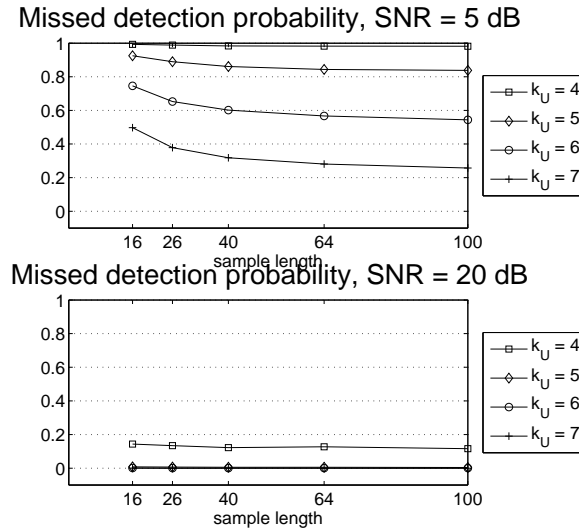 Missed detection probability, SNR = 5 dB
1
0.8
0.6
0.4
0.2
0
16 26 40 64 100
sample length
k_U = 4
k_U = 5
k_U = 6
k_U = 7
Missed detection probability, SNR = 20 dB
1
0.8
0.6
0.4
0.2
0
16 26 40 64 100
sample length
k_U = 4
k_U = 5
k_U = 6
k_U = 7